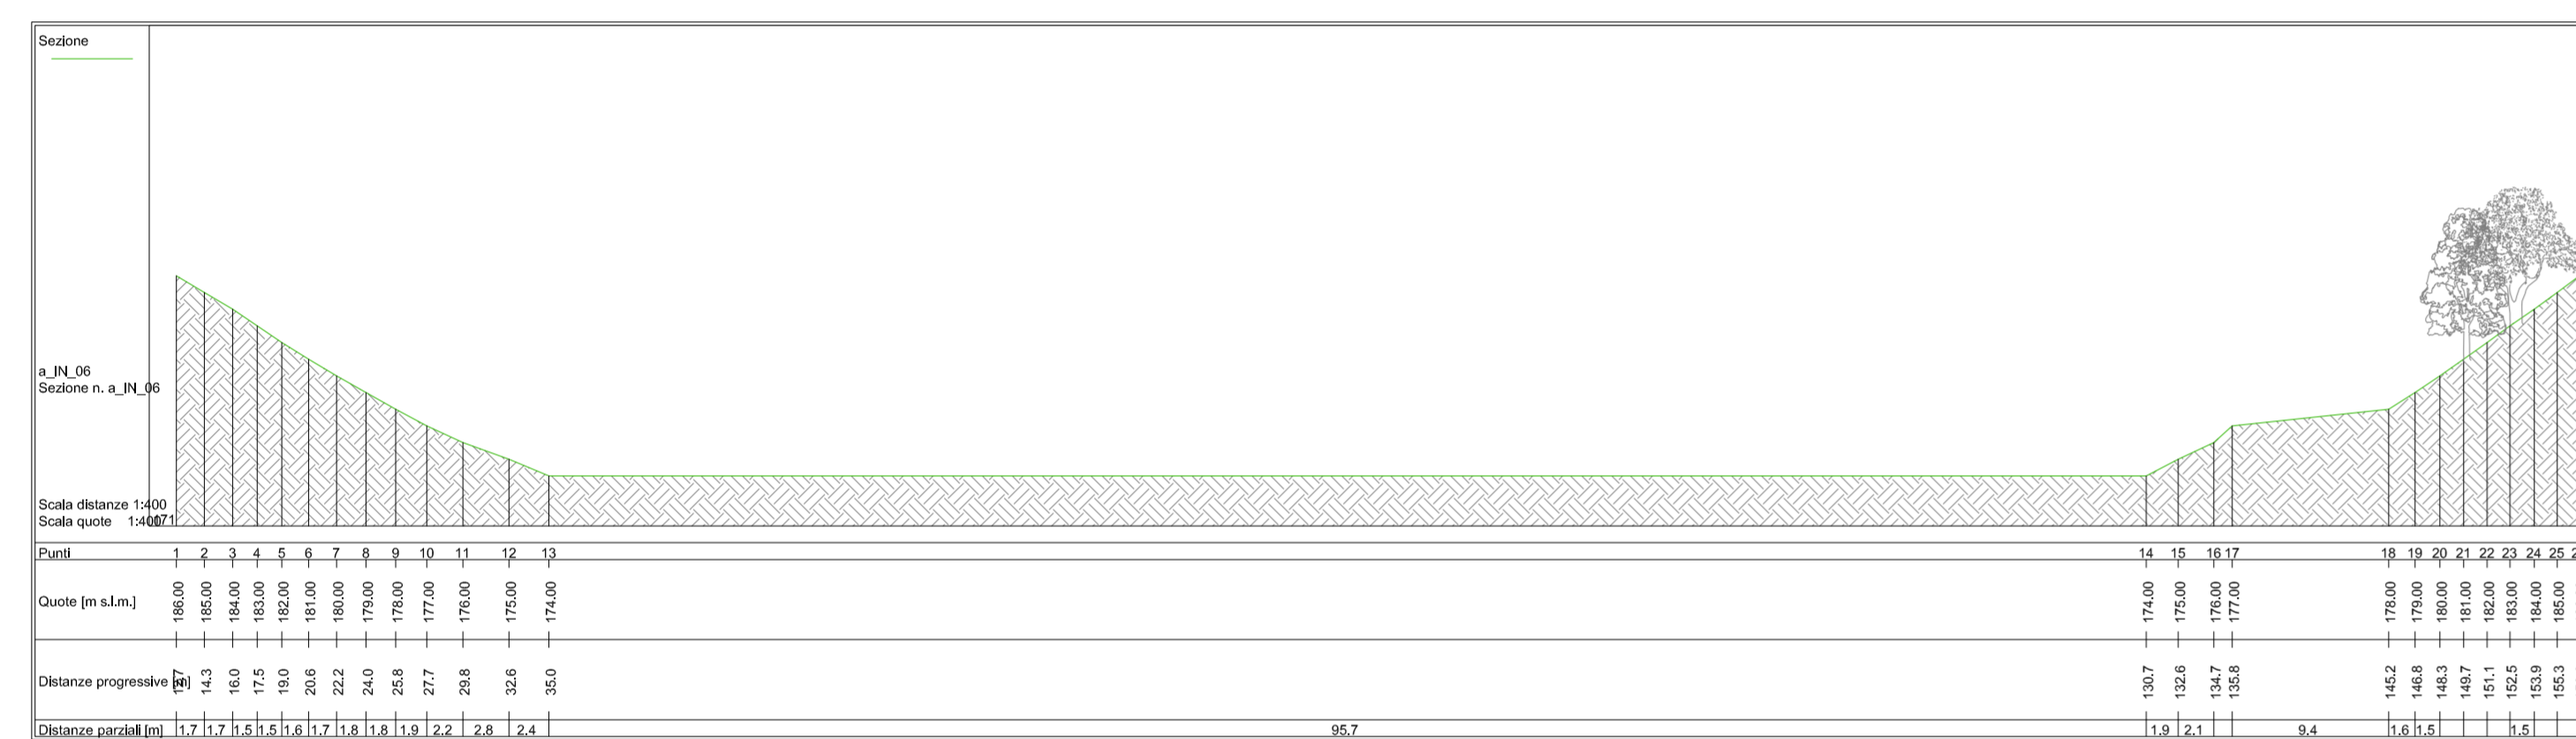 Sezione
a_IN_06
Sezione n. a_IN_06
Scala distanze 1:400
Scala quote 1:400
171
Punti 1 2 3 4 5 6 7 8 9 10 11 12 13 14 15 16 17 18 19 20 21 22 23 24 25
Quote [m s.l.m.] 186.00 185.00 184.00 183.00 182.00 181.00 180.00 179.00 178.00 177.00 176.00 175.00 174.00 174.00 175.00 176.00 177.00 178.00 179.00 180.00 181.00 182.00 183.00 184.00 185.00
Distanze progressive [m] 14.3 16.0 17.5 19.0 20.6 22.2 24.0 25.8 27.7 29.8 32.6 35.0 130.7 132.6 134.7 135.8 145.2 146.8 148.3 149.7 151.1 152.5 153.9 155.3
Distanze parziali [m] 1.7 1.7 1.5 1.5 1.6 1.7 1.8 1.8 1.9 2.2 2.8 2.4 95.7 1.9 2.1 9.4 1.6 1.5 1.5